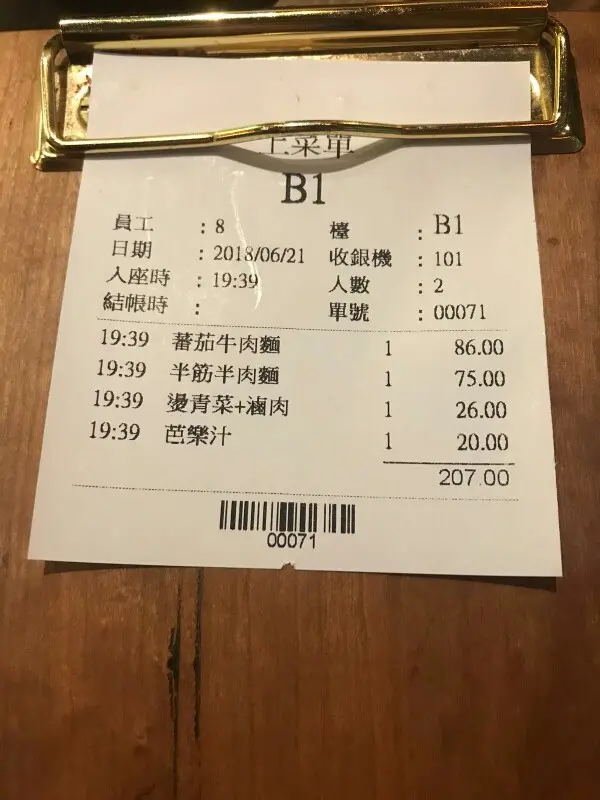 上菜單
B1
員工 : 8 檯 : B1
日期 : 2018/06/21 收銀機 : 101
入座時 : 19:39 人數 : 2
結帳時 : 單號 : 00071
19:39 蕃茄牛肉麵 1 86.00
19:39 半筋半肉麵 1 75.00
19:39 燙青菜+滷肉 1 26.00
19:39 芭樂汁 1 20.00
207.00
00071